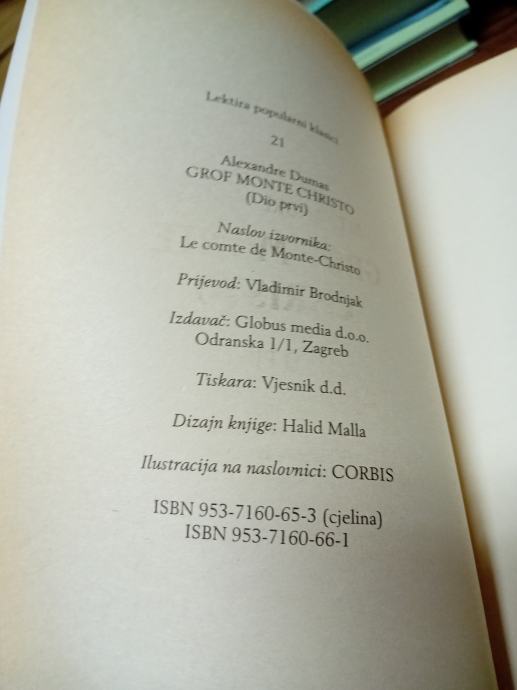 Lektira popularni klasici
21
Alexandre Dumas
GROF MONTE CHRISTO
(Dio prvi)
Naslov izvornika:
Le comte de Monte-Christo
Prijevod: Vladimir Brodnjak
Izdavač: Globus media d.o.o.
Odranska 1/1, Zagreb
Tiskara: Vjesnik d.d.
Dizajn knjige: Halid Malla
Ilustracija na naslovnici: CORBIS
ISBN 953-7160-65-3 (cjelina)
ISBN 953-7160-66-1